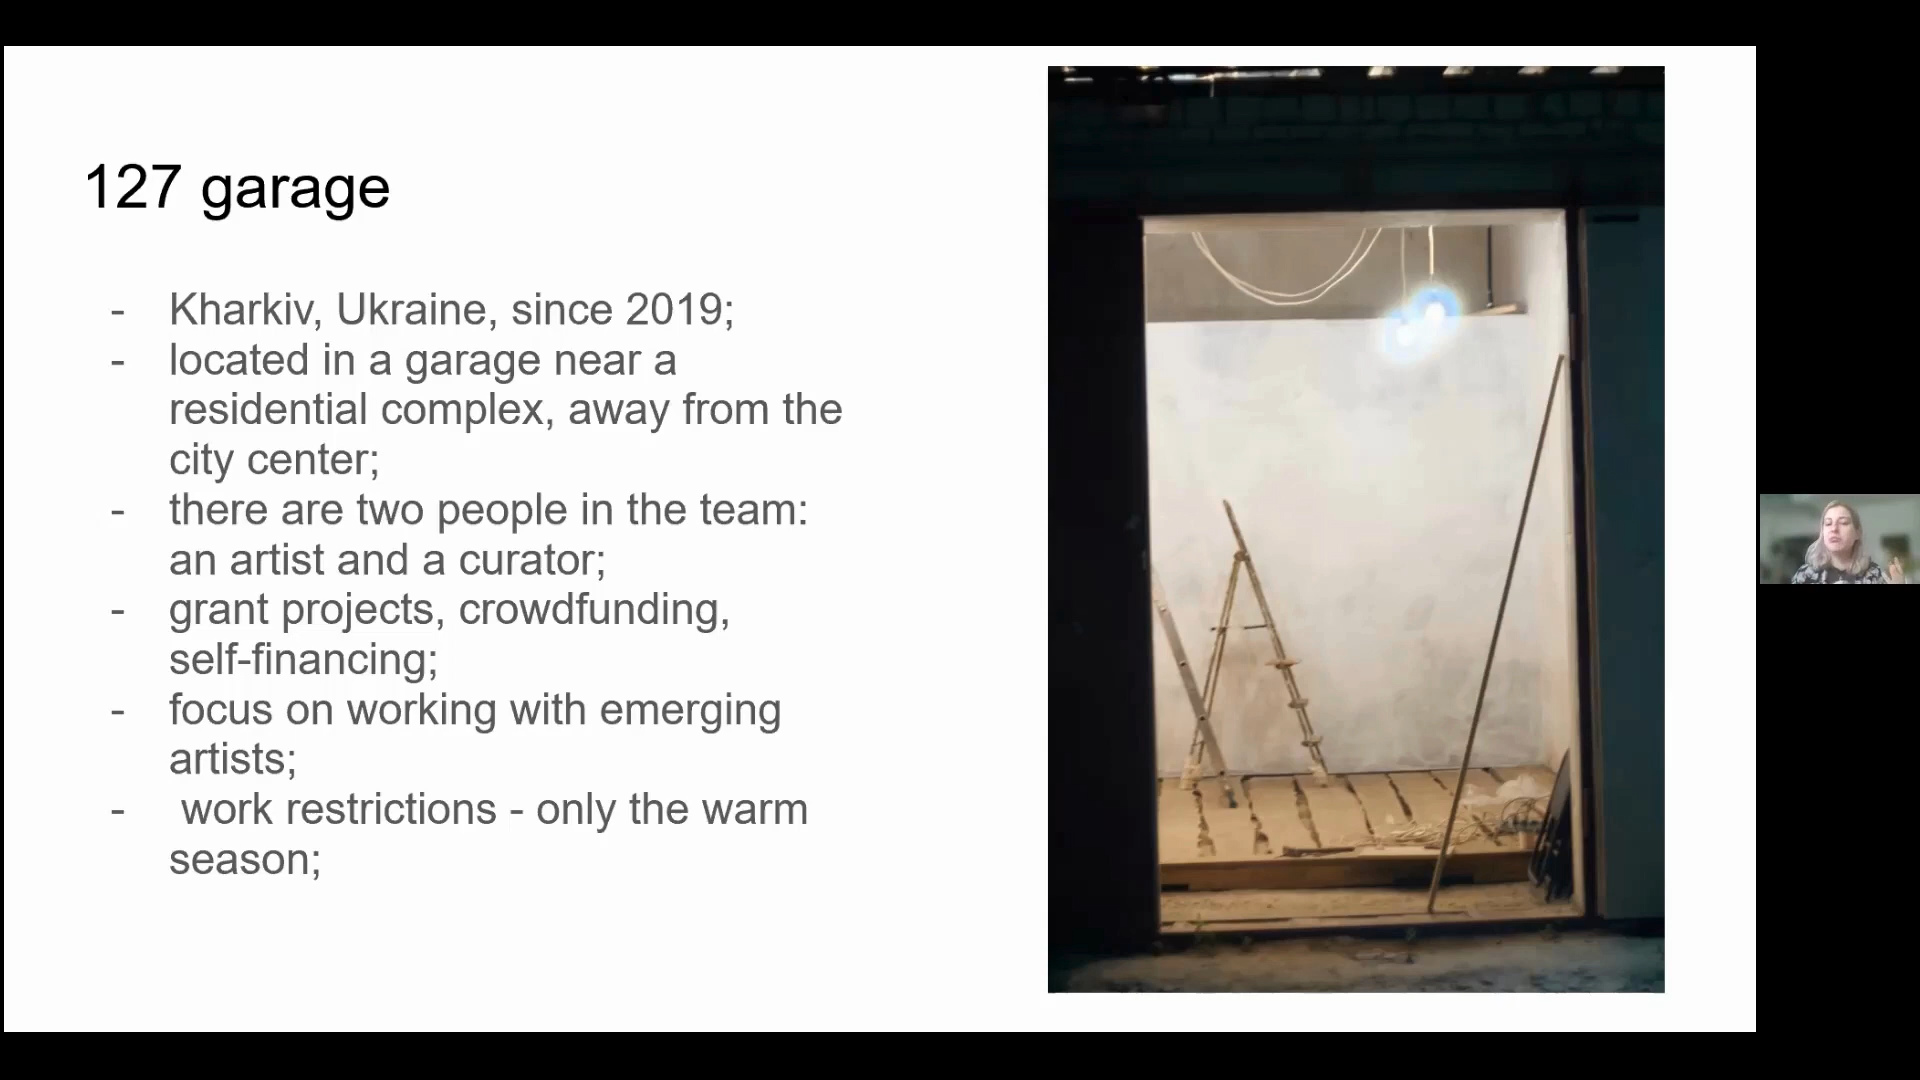 127 garage
- Kharkiv, Ukraine, since 2019;
- located in a garage near a
residential complex, away from the
city center;
- there are two people in the team:
an artist and a curator;
- grant projects, crowdfunding,
self-financing;
- focus on working with emerging
artists;
- work restrictions - only the warm
season;